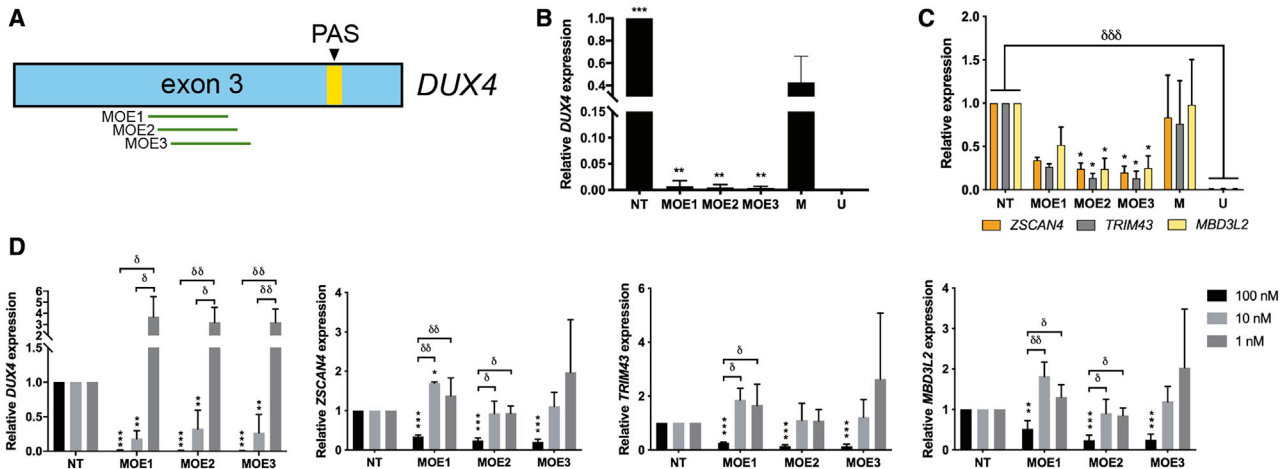 A
PAS
exon 3
DUX4
MOE1
MOE2
MOE3
B
Relative DUX4 expression
1.0
0.8
0.6
0.4
0.15
0.10
0.05
0.00
***
**
**
**
NT MOE1 MOE2 MOE3 M U
C
Relative expression
2.0
1.5
1.0
0.5
0.0
δδδ
* * *
* * *
NT MOE1 MOE2 MOE3 M U
ZSCAN4 TRIM43 MBD3L2
D
Relative DUX4 expression
6
5
4
3
2
1.5
1.0
0.5
0.0
δ
δ
δδ
δ
δδ
δδ
***
**
***
**
***
**
NT MOE1 MOE2 MOE3
Relative ZSCAN4 expression
4
3
2
1
0
δδ
δδ
*
δ
δ
***
***
***
NT MOE1 MOE2 MOE3
Relative TRIM43 expression
6
4
2
0
δ
δ
δ
***
***
***
NT MOE1 MOE2 MOE3
Relative MBD3L2 expression
4
3
2
1
0
δ
δδ
δ
δ
**
***
***
NT MOE1 MOE2 MOE3
100 nM
10 nM
1 nM